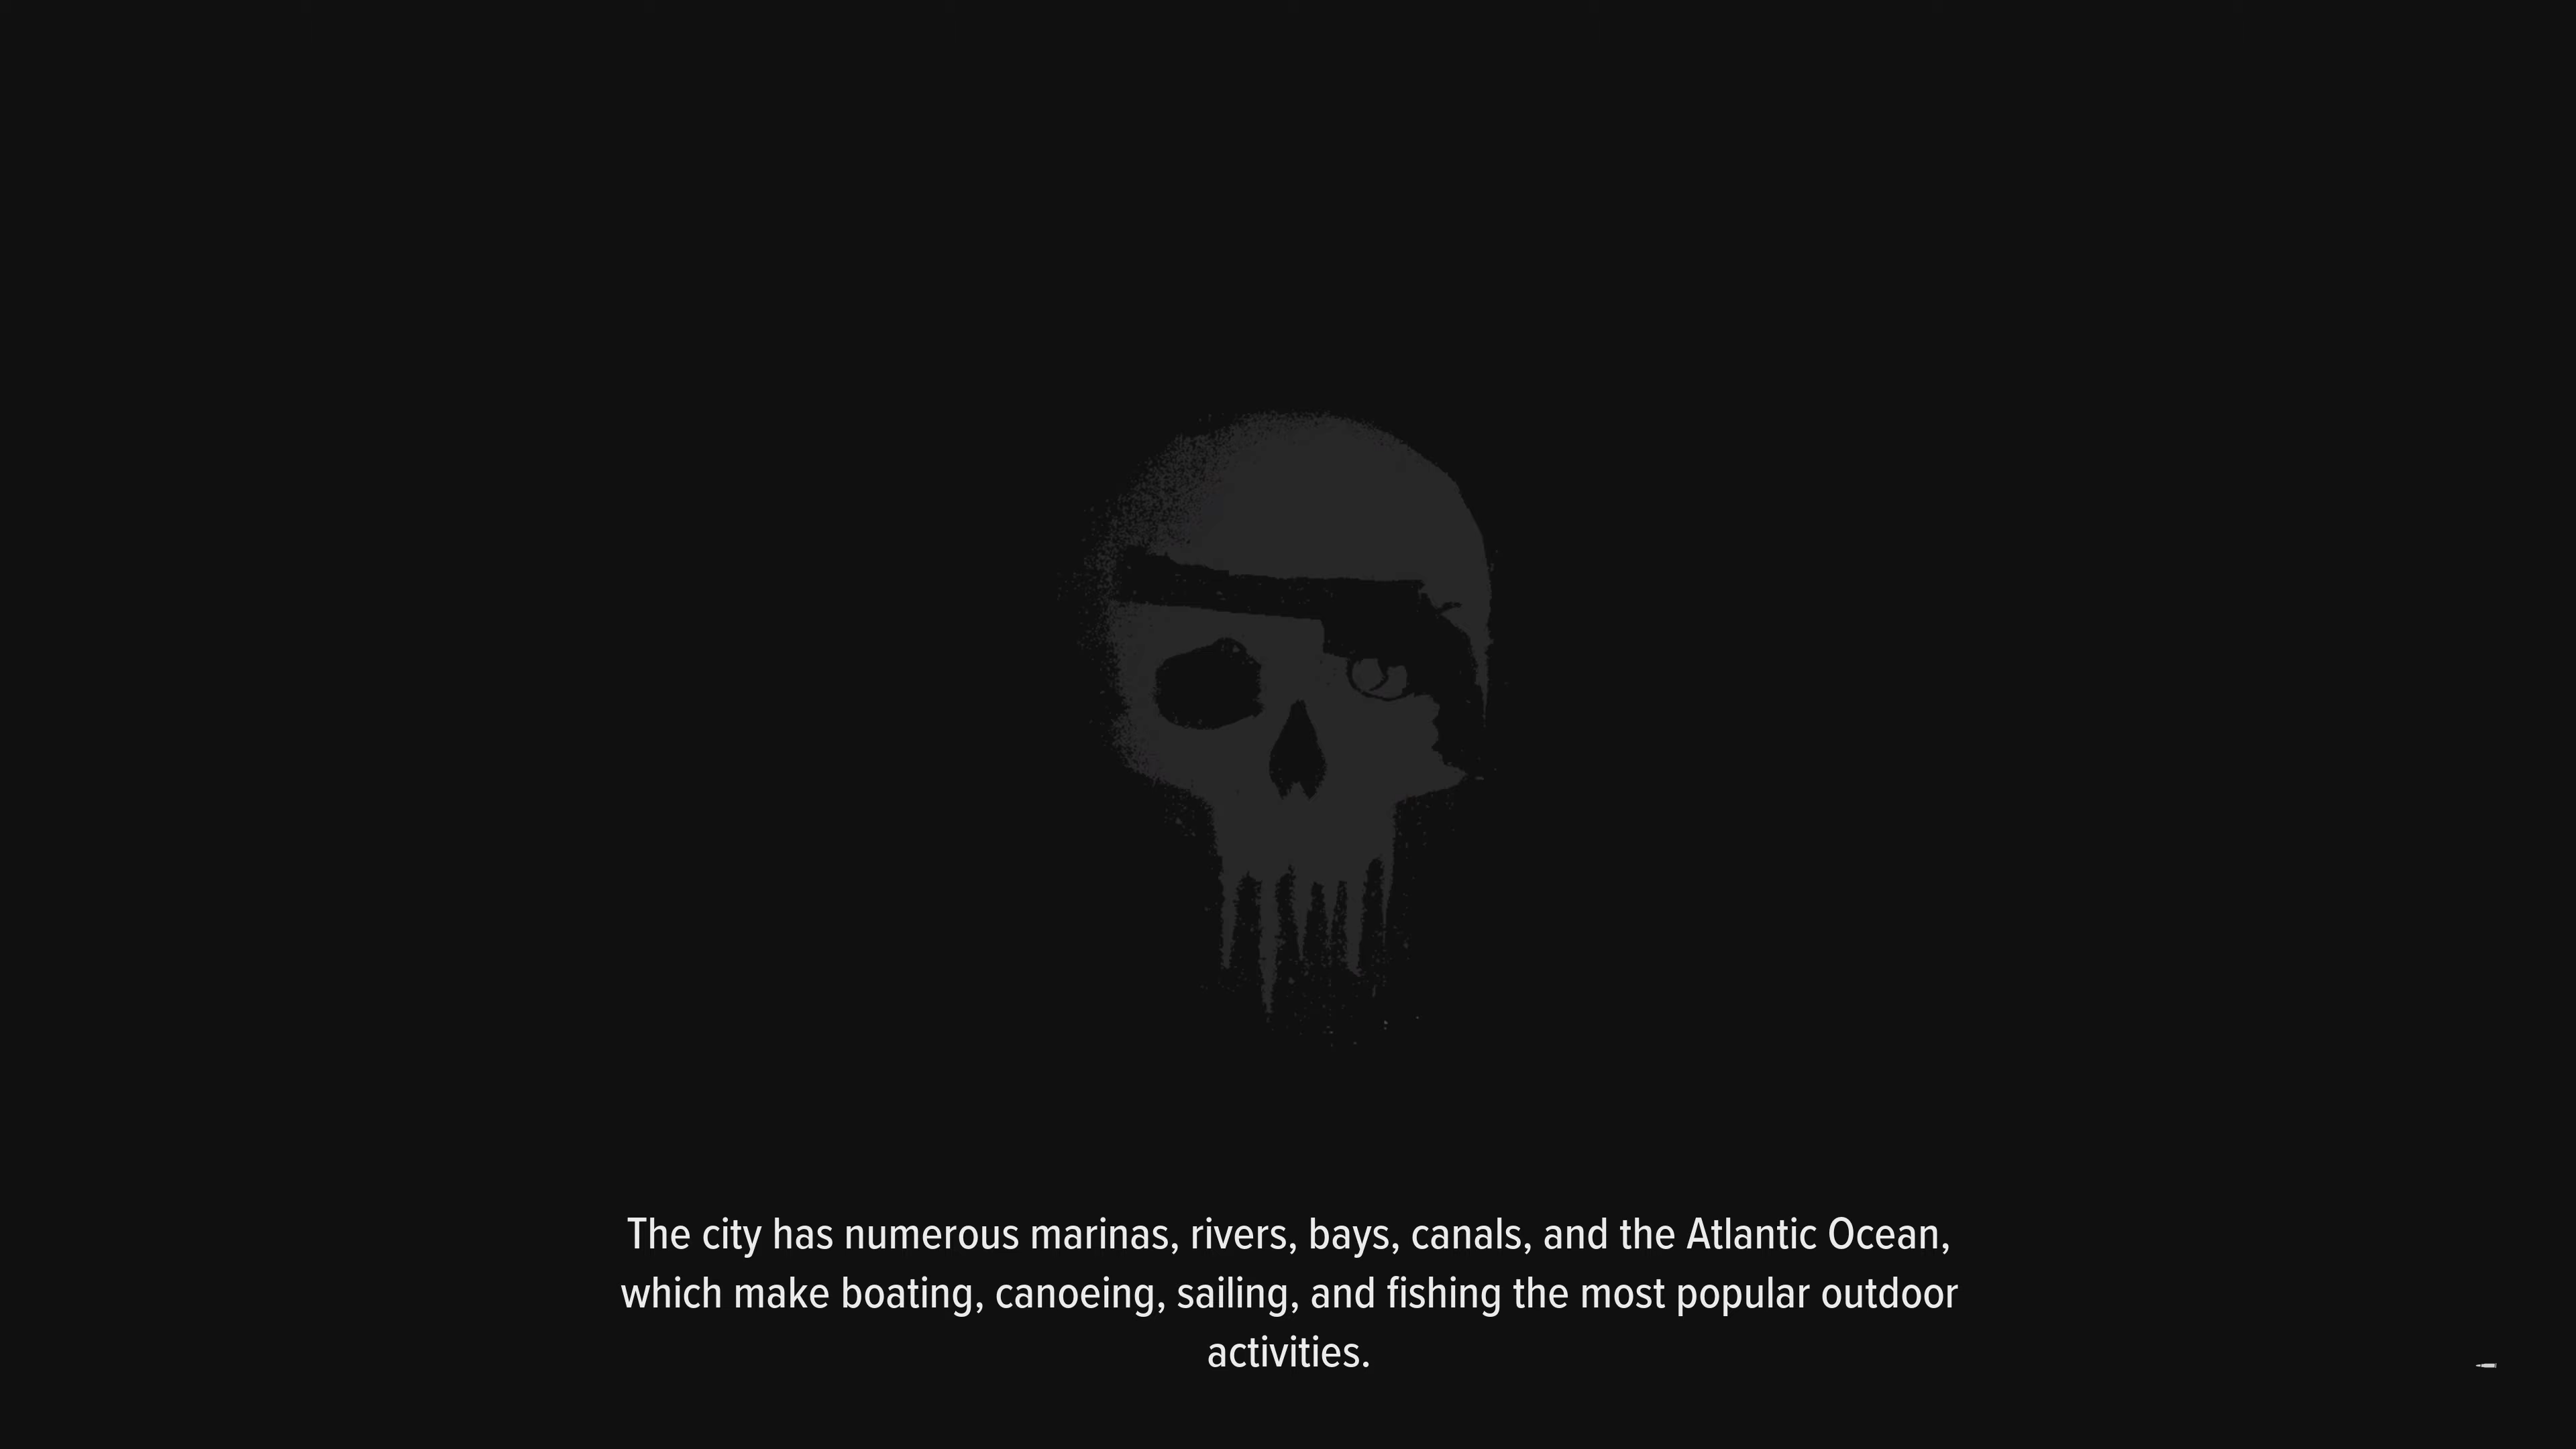 The city has numerous marinas, rivers, bays, canals, and the Atlantic Ocean,
which make boating, canoeing, sailing, and fishing the most popular outdoor
activities.